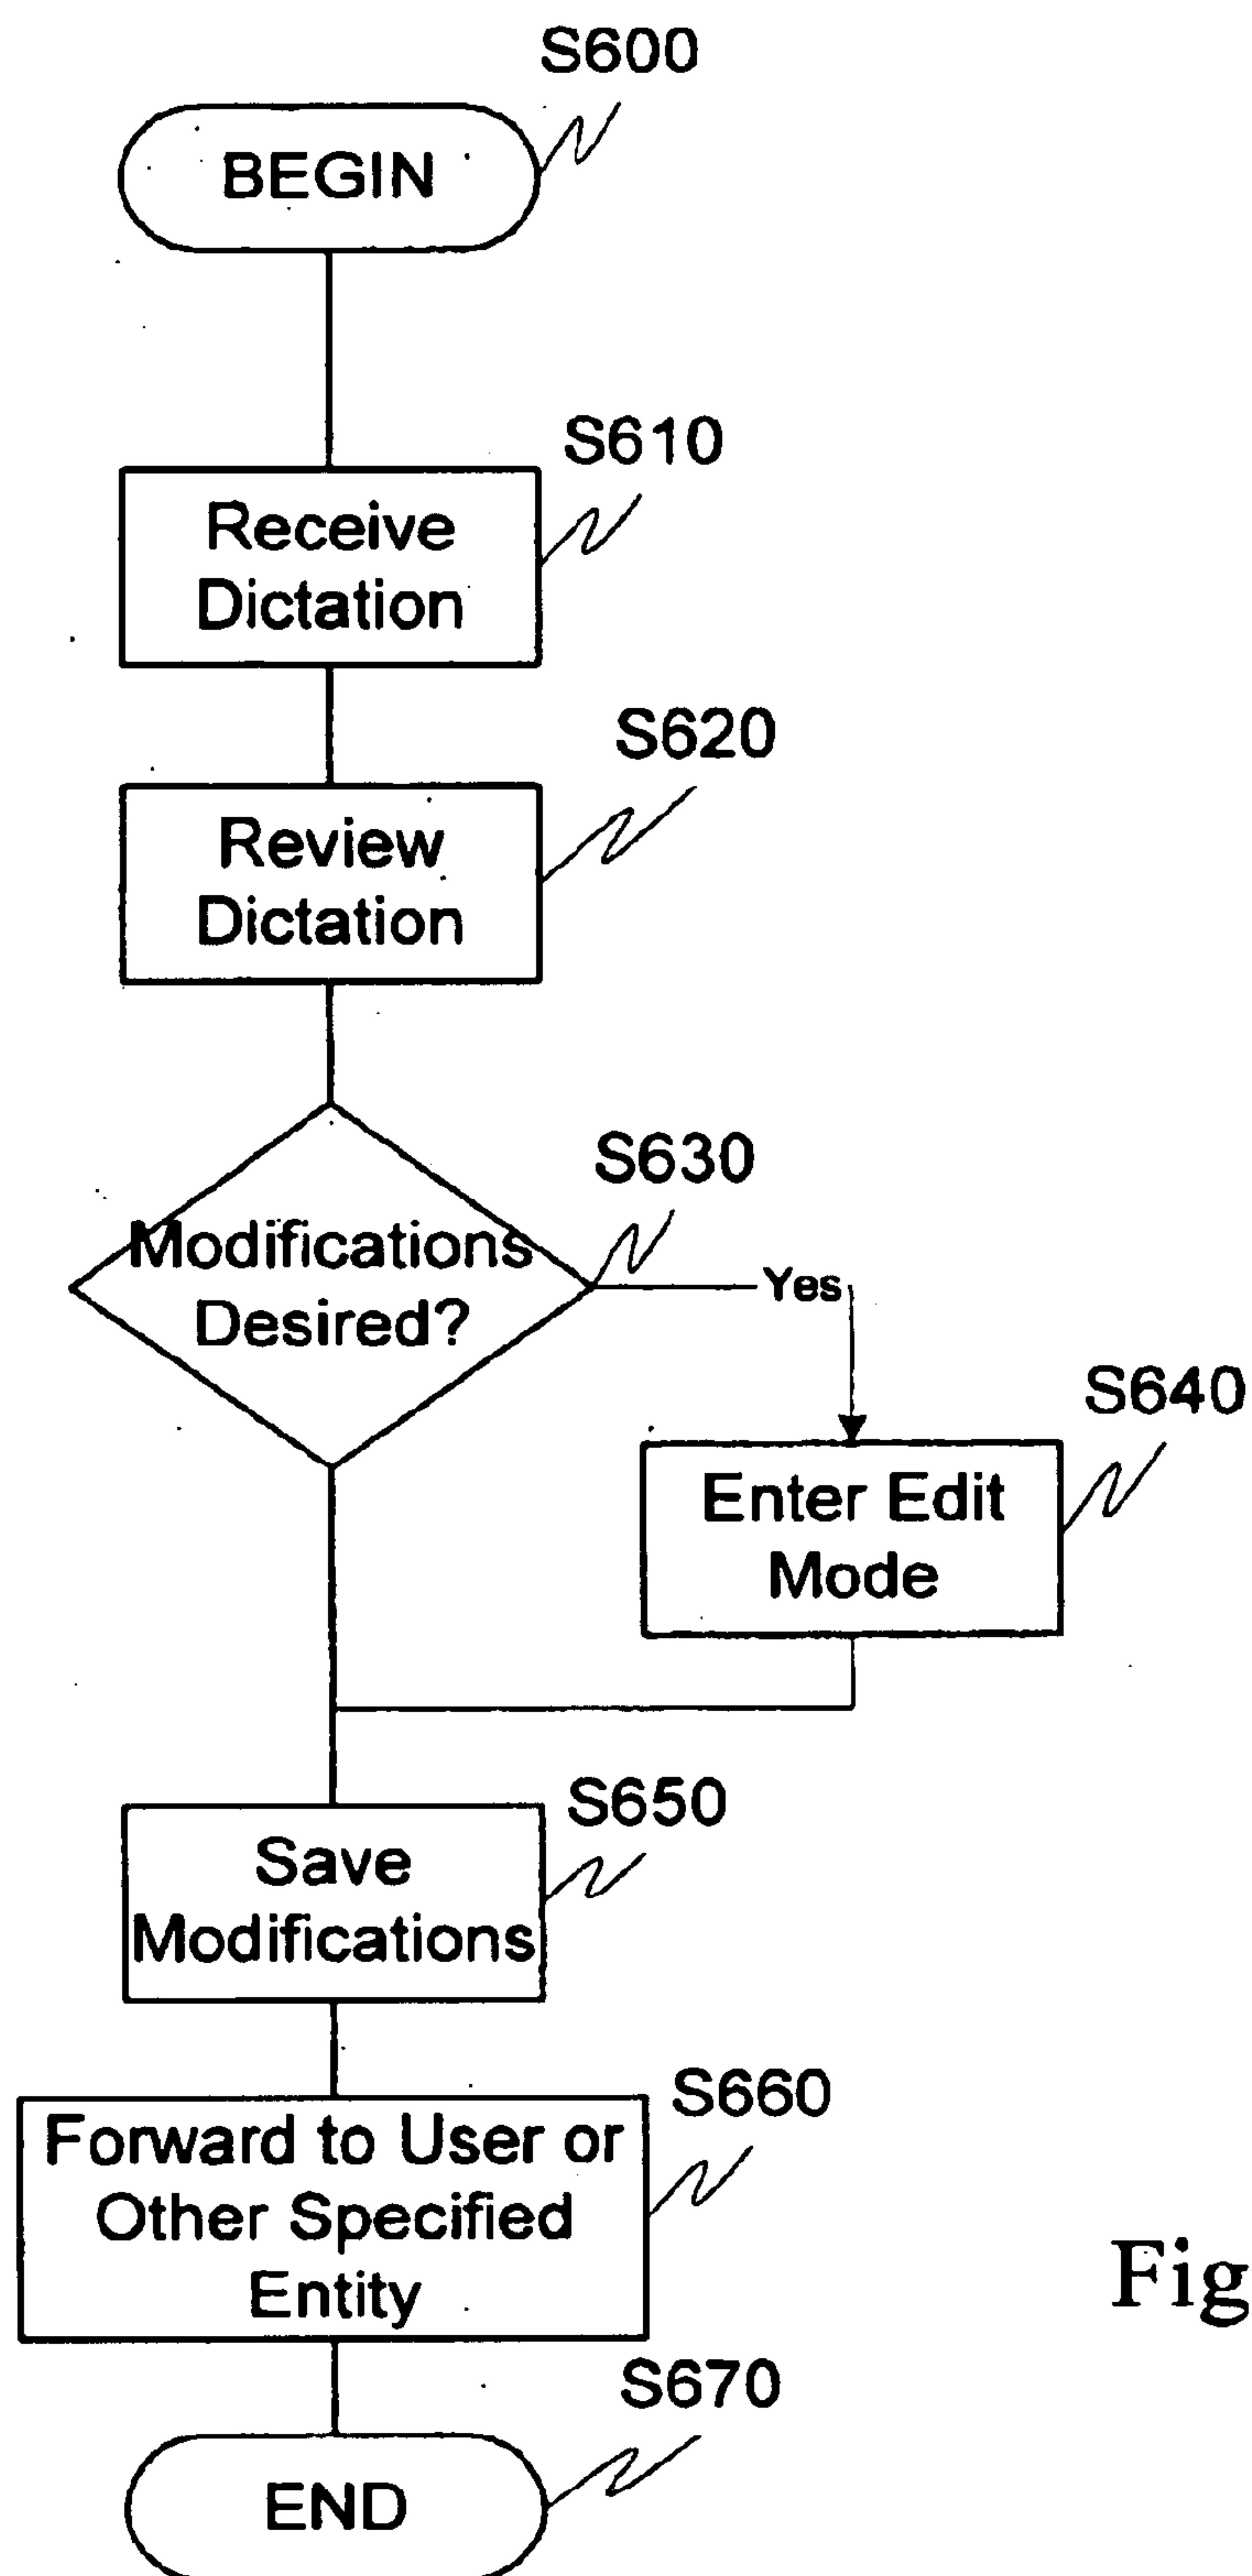 S600
BEGIN
S610
Receive
Dictation
S620
Review
Dictation
S630
Modifications
Desired?
Yes
S640
Enter Edit
Mode
S650
Save
Modifications
S660
Forward to User or
Other Specified
Entity
Fig
S670
END